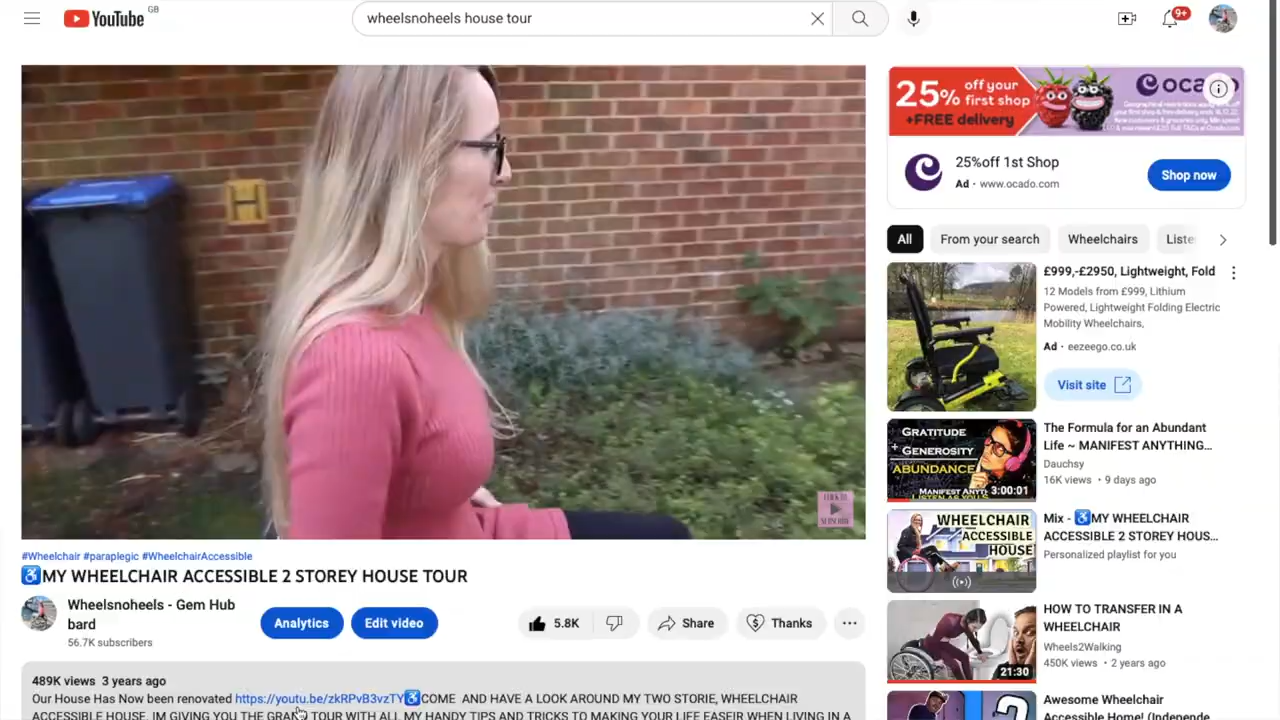 YouTube GB
wheelsnoheels house tour
9+
H
CLICK TO
SUBSCRIBE
#Wheelchair #paraplegic #WheelchairAccessible
♿MY WHEELCHAIR ACCESSIBLE 2 STOREY HOUSE TOUR
Wheelsnoheels - Gem Hub
bard
56.7K subscribers
Analytics
Edit video
5.8K
Share
Thanks
489K views 3 years ago
Our House Has Now been renovated https://youtu.be/zkRPvB3vzTY♿COME AND HAVE A LOOK AROUND MY TWO STORIE, WHEELCHAIR
ACCESSIBLE HOUSE. IM GIVING YOU THE GRAND TOUR WITH ALL MY HANDY TIPS AND TRICKS TO MAKING YOUR LIFE EASEIR WHEN LIVING IN A
25% off your
first shop
+FREE delivery
25%off 1st Shop
Ad · www.ocado.com
Shop now
All
From your search
Wheelchairs
Liste
£999,-£2950, Lightweight, Fold
12 Models from £999, Lithium
Powered, Lightweight Folding Electric
Mobility Wheelchairs,
Ad · eezeego.co.uk
Visit site
GRATITUDE
+ GENEROSITY
ABUNDANCE
3:00:01
The Formula for an Abundant
Life ~ MANIFEST ANYTHING...
Dauchsy
16K views · 9 days ago
WHEELCHAIR
ACCESSIBLE
HOUSE
Mix - ♿MY WHEELCHAIR
ACCESSIBLE 2 STOREY HOUS...
Personalized playlist for you
21:30
HOW TO TRANSFER IN A
WHEELCHAIR
Wheels2Walking
450K views · 2 years ago
Awesome Wheelchair
Accessible Home! (Independe